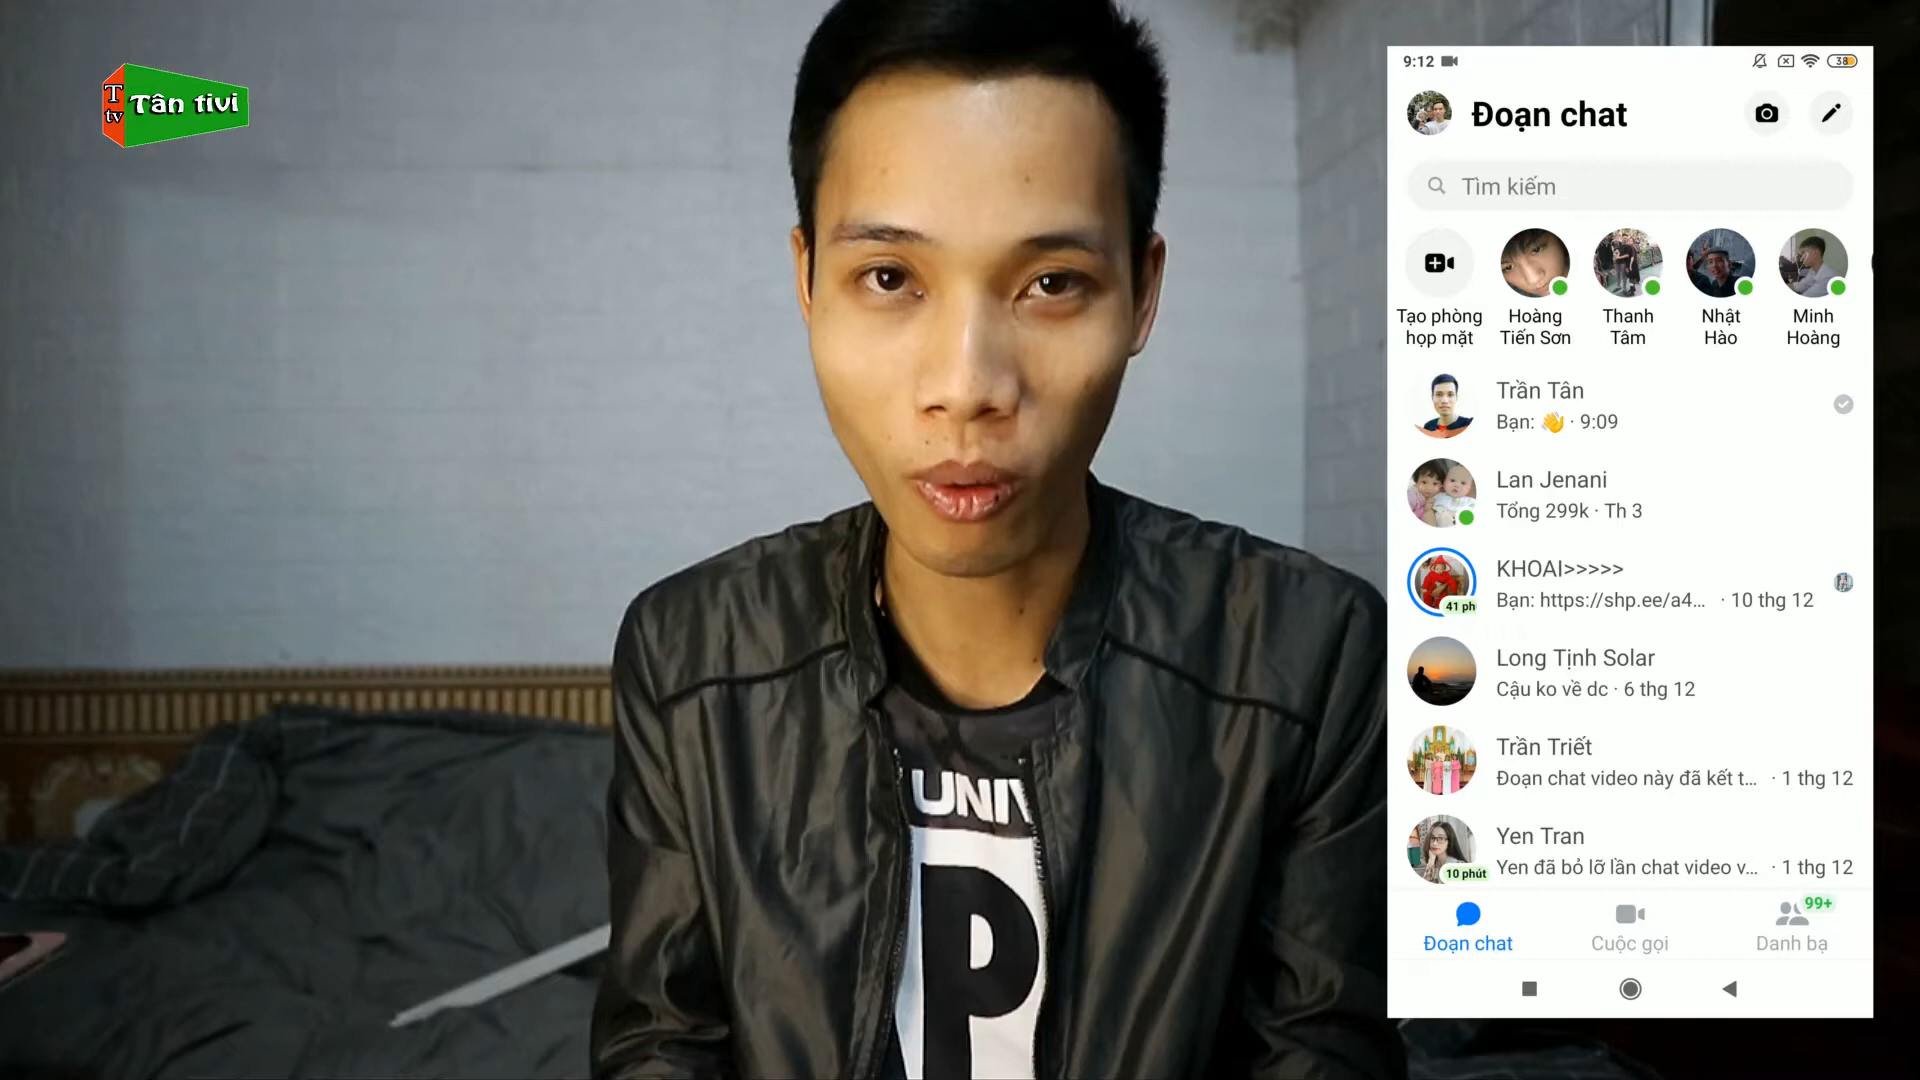 T
tv
Tân tivi
UNIV
P
9:12
38
Đoạn chat
Tìm kiếm
Tạo phòng
họp mặt
Hoàng
Tiến Sơn
Thanh
Tâm
Nhật
Hào
Minh
Hoàng
Trần Tân
Bạn: 👋 · 9:09
Lan Jenani
Tổng 299k · Th 3
KHOAI>>>>>
41 ph
Bạn: https://shp.ee/a4... · 10 thg 12
Long Tịnh Solar
Cậu ko về dc · 6 thg 12
Trần Triết
Đoạn chat video này đã kết t... · 1 thg 12
Yen Tran
10 phút
Yen đã bỏ lỡ lần chat video v... · 1 thg 12
99+
Đoạn chat
Cuộc gọi
Danh bạ